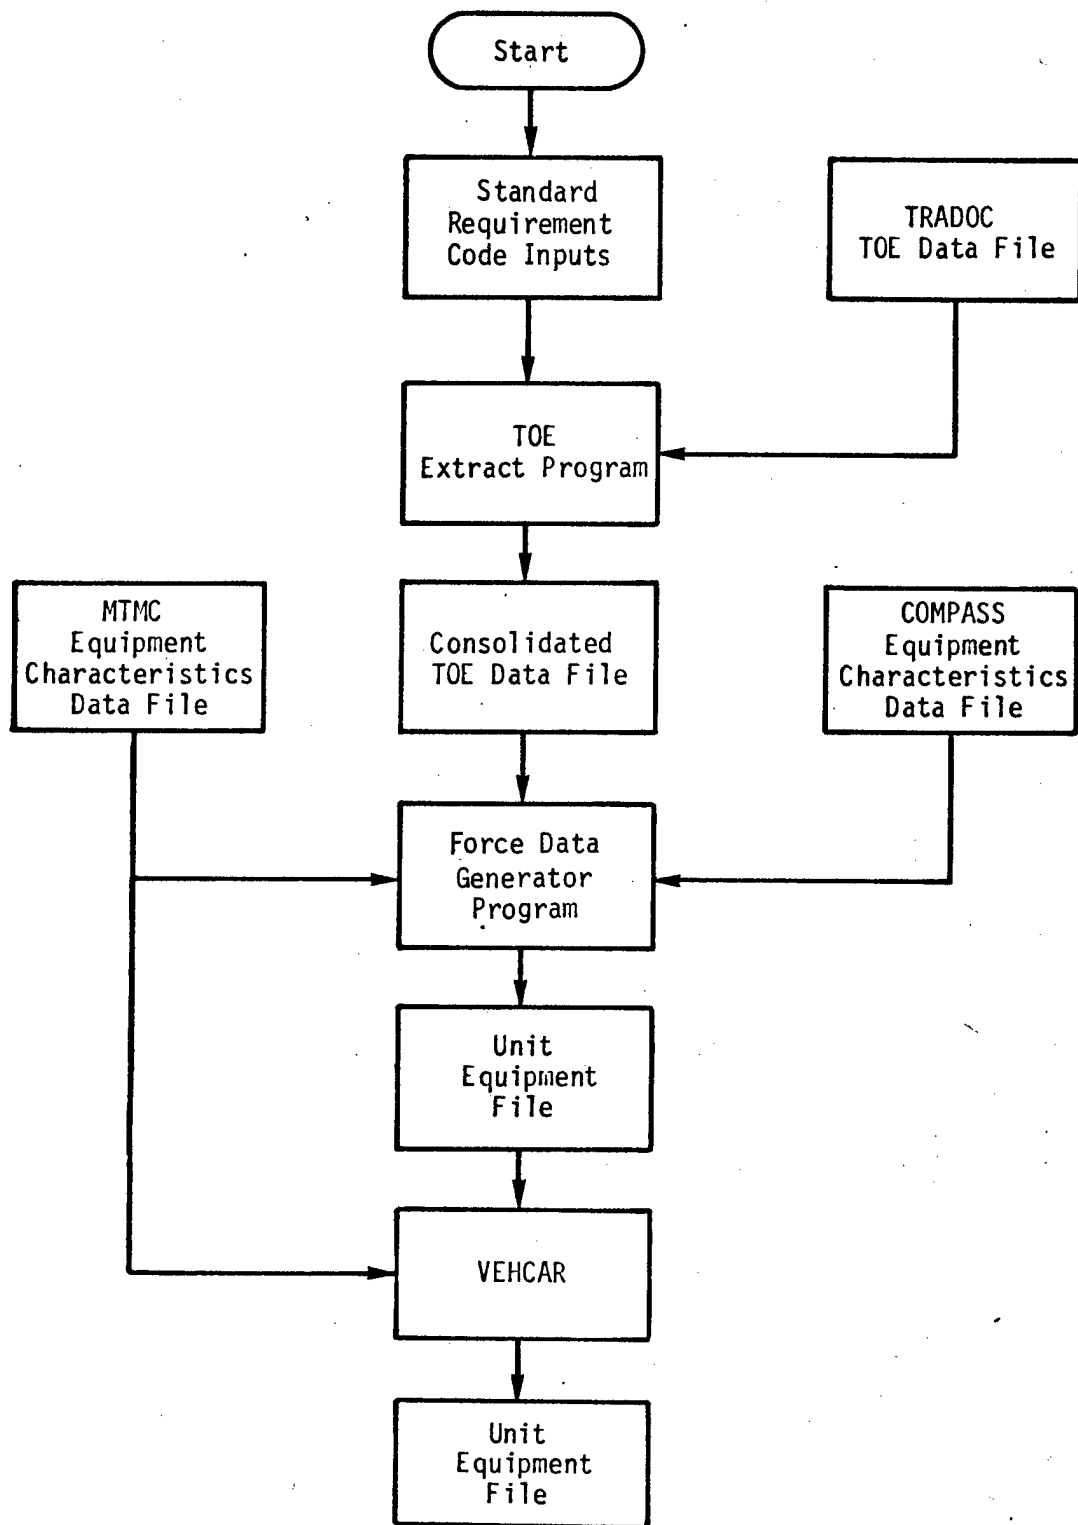 Start
Standard
Requirement
Code Inputs
TRADOC
TOE Data File
TOE
Extract Program
MTMC
Equipment
Characteristics
Data File
Consolidated
TOE Data File
COMPASS
Equipment
Characteristics
Data File
Force Data
Generator
Program
Unit
Equipment
File
VEHCAR
Unit
Equipment
File